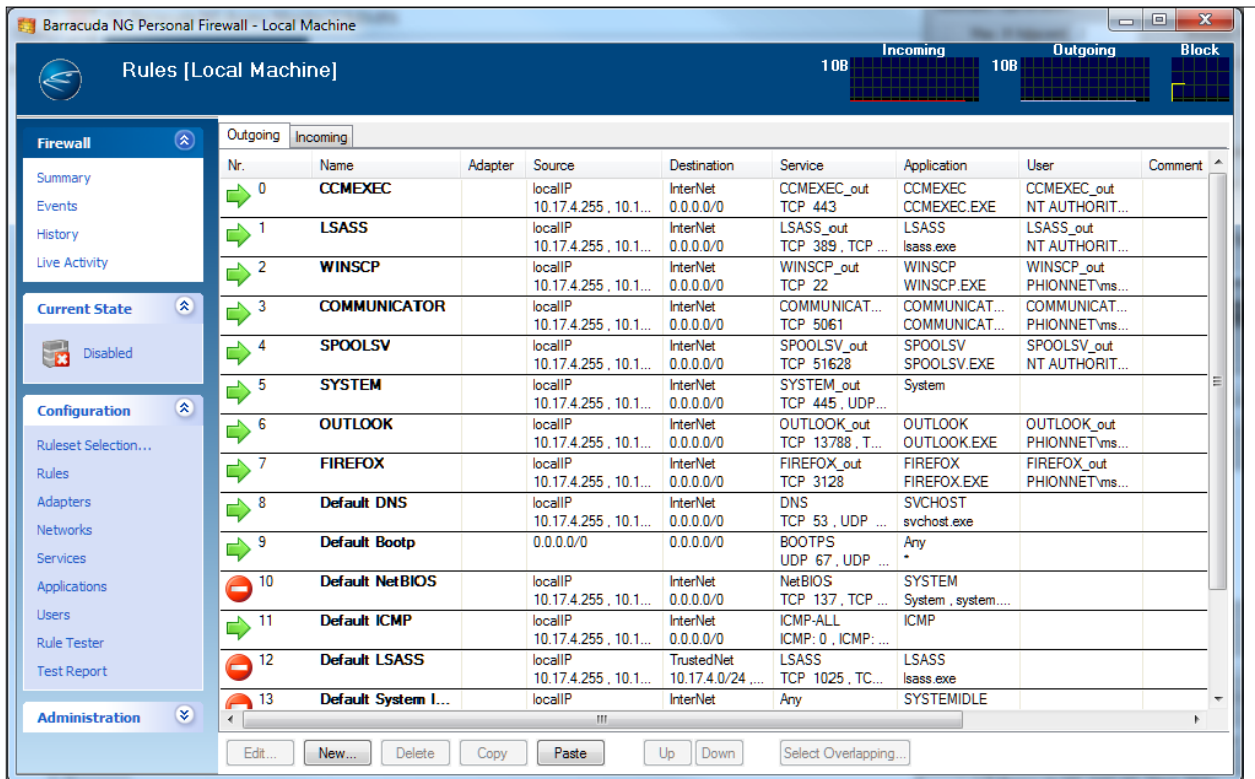 Barracuda NG Personal Firewall - Local Machine
Rules [Local Machine]
Incoming
10B
Outgoing
10B
Block
Firewall
Summary
Events
History
Live Activity
Current State
Disabled
Configuration
Ruleset Selection...
Rules
Adapters
Networks
Services
Applications
Users
Rule Tester
Test Report
Administration
Outgoing Incoming
Nr. Name Adapter Source Destination Service Application User Comment
0 CCMEXEC localIP InterNet CCMEXEC_out CCMEXEC CCMEXEC_out
10.17.4.255 , 10.1... 0.0.0.0/0 TCP 443 CCMEXEC.EXE NT AUTHORIT...
1 LSASS localIP InterNet LSASS_out LSASS LSASS_out
10.17.4.255 , 10.1... 0.0.0.0/0 TCP 389 , TCP ... lsass.exe NT AUTHORIT...
2 WINSCP localIP InterNet WINSCP_out WINSCP WINSCP_out
10.17.4.255 , 10.1... 0.0.0.0/0 TCP 22 WINSCP.EXE PHIONNET\ms...
3 COMMUNICATOR localIP InterNet COMMUNICAT... COMMUNICAT... COMMUNICAT...
10.17.4.255 , 10.1... 0.0.0.0/0 TCP 5061 COMMUNICAT... PHIONNET\ms...
4 SPOOLSV localIP InterNet SPOOLSV_out SPOOLSV SPOOLSV_out
10.17.4.255 , 10.1... 0.0.0.0/0 TCP 51628 SPOOLSV.EXE NT AUTHORIT...
5 SYSTEM localIP InterNet SYSTEM_out System
10.17.4.255 , 10.1... 0.0.0.0/0 TCP 445 , UDP...
6 OUTLOOK localIP InterNet OUTLOOK_out OUTLOOK OUTLOOK_out
10.17.4.255 , 10.1... 0.0.0.0/0 TCP 13788 , T... OUTLOOK.EXE PHIONNET\ms...
7 FIREFOX localIP InterNet FIREFOX_out FIREFOX FIREFOX_out
10.17.4.255 , 10.1... 0.0.0.0/0 TCP 3128 FIREFOX.EXE PHIONNET\ms...
8 Default DNS localIP InterNet DNS SVCHOST
10.17.4.255 , 10.1... 0.0.0.0/0 TCP 53 , UDP ... svchost.exe
9 Default Bootp 0.0.0.0/0 0.0.0.0/0 BOOTPS Any
UDP 67 , UDP ... *
10 Default NetBIOS localIP InterNet NetBIOS SYSTEM
10.17.4.255 , 10.1... 0.0.0.0/0 TCP 137 , TCP ... System , system....
11 Default ICMP localIP InterNet ICMP-ALL ICMP
10.17.4.255 , 10.1... 0.0.0.0/0 ICMP: 0 , ICMP: ...
12 Default LSASS localIP TrustedNet LSASS LSASS
10.17.4.255 , 10.1... 10.17.4.0/24 ,... TCP 1025 , TC... lsass.exe
13 Default System I... localIP InterNet Any SYSTEMIDLE
Edit... New... Delete Copy Paste Up Down Select Overlapping...